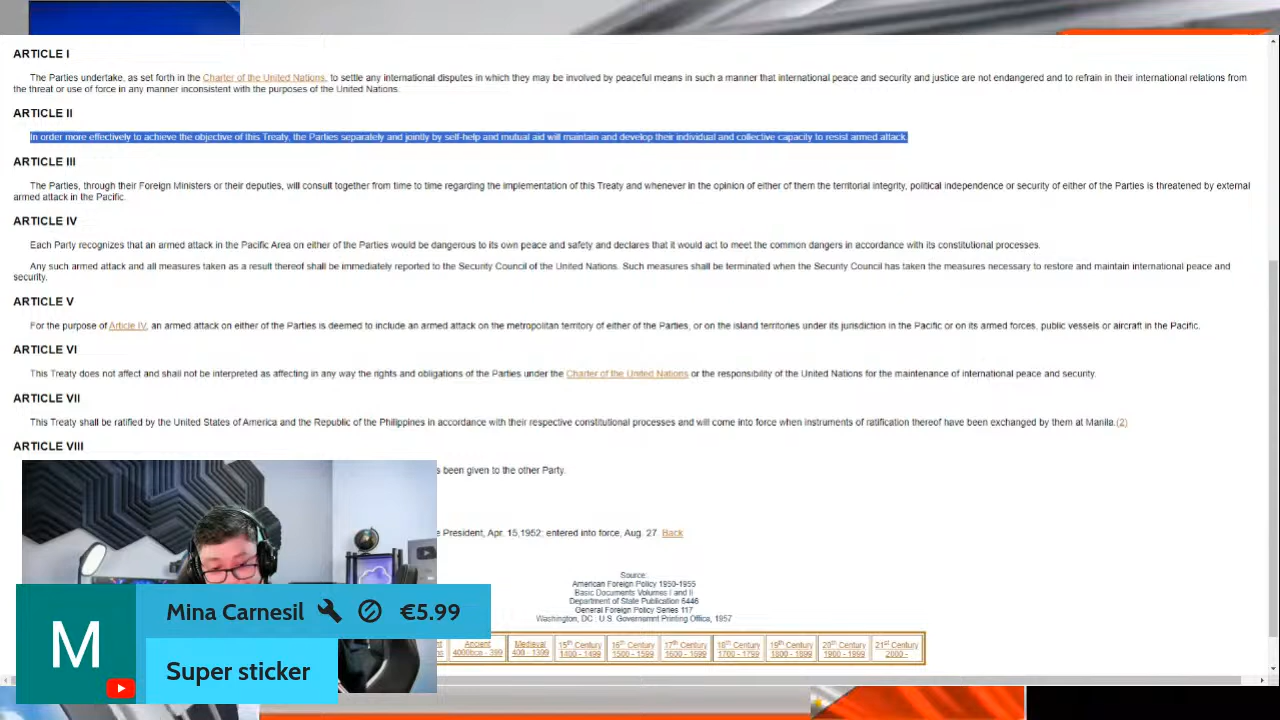 ARTICLE I
The Parties undertake, as set forth in the Charter of the United Nations, to settle any international disputes in which they may be involved by peaceful means in such a manner that international peace and security and justice are not endangered and to refrain in their international relations from
the threat or use of force in any manner inconsistent with the purposes of the United Nations.
ARTICLE II
In order more effectively to achieve the objective of this Treaty, the Parties separately and jointly by self-help and mutual aid will maintain and develop their individual and collective capacity to resist armed attack.
ARTICLE III
The Parties, through their Foreign Ministers or their deputies, will consult together from time to time regarding the implementation of this Treaty and whenever in the opinion of either of them the territorial integrity, political independence or security of either of the Parties is threatened by external
armed attack in the Pacific.
ARTICLE IV
Each Party recognizes that an armed attack in the Pacific Area on either of the Parties would be dangerous to its own peace and safety and declares that it would act to meet the common dangers in accordance with its constitutional processes.
Any such armed attack and all measures taken as a result thereof shall be immediately reported to the Security Council of the United Nations. Such measures shall be terminated when the Security Council has taken the measures necessary to restore and maintain international peace and
security.
ARTICLE V
For the purpose of Article IV, an armed attack on either of the Parties is deemed to include an armed attack on the metropolitan territory of either of the Parties, or on the island territories under its jurisdiction in the Pacific or on its armed forces, public vessels or aircraft in the Pacific.
ARTICLE VI
This Treaty does not affect and shall not be interpreted as affecting in any way the rights and obligations of the Parties under the Charter of the United Nations or the responsibility of the United Nations for the maintenance of international peace and security.
ARTICLE VII
This Treaty shall be ratified by the United States of America and the Republic of the Philippines in accordance with their respective constitutional processes and will come into force when instruments of ratification thereof have been exchanged by them at Manila.(2)
ARTICLE VIII
s been given to the other Party.
e President, Apr. 15,1952; entered into force, Aug. 27 Back
Source:
American Foreign Policy 1950-1955
Basic Documents Volumes I and II
Department of State Publication 6446
General Foreign Policy Series 117
Washington, DC : U.S. Governemnt Printing Office, 1957
Ancient 4000bce - 399
Medieval 400 - 1399
15th Century 1400 - 1499
16th Century 1500 - 1599
17th Century 1600 - 1699
18th Century 1700 - 1799
19th Century 1800 - 1899
20th Century 1900 - 1999
21st Century 2000 -
M
Mina Carnesil €5.99
Super sticker